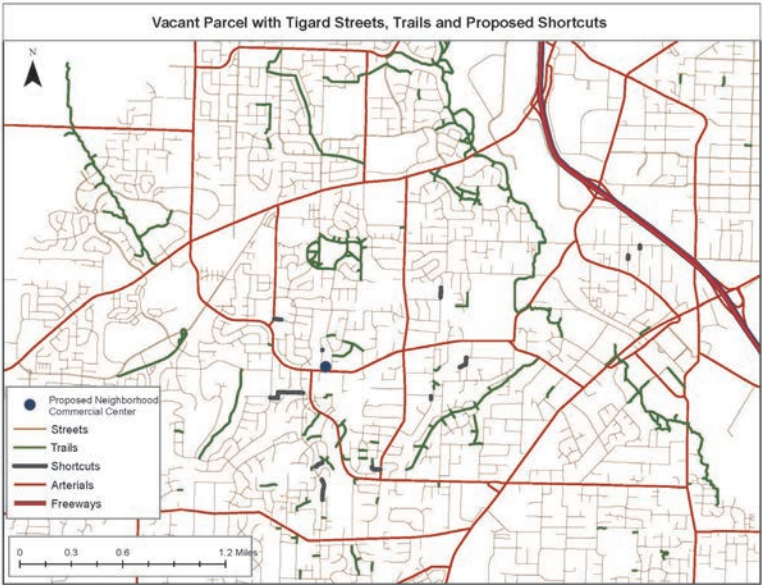 Vacant Parcel with Tigard Streets, Trails and Proposed Shortcuts
N
Proposed Neighborhood
Commercial Center
Streets
Trails
Shortcuts
Arterials
Freeways
0 0.3 0.6 1.2 Miles